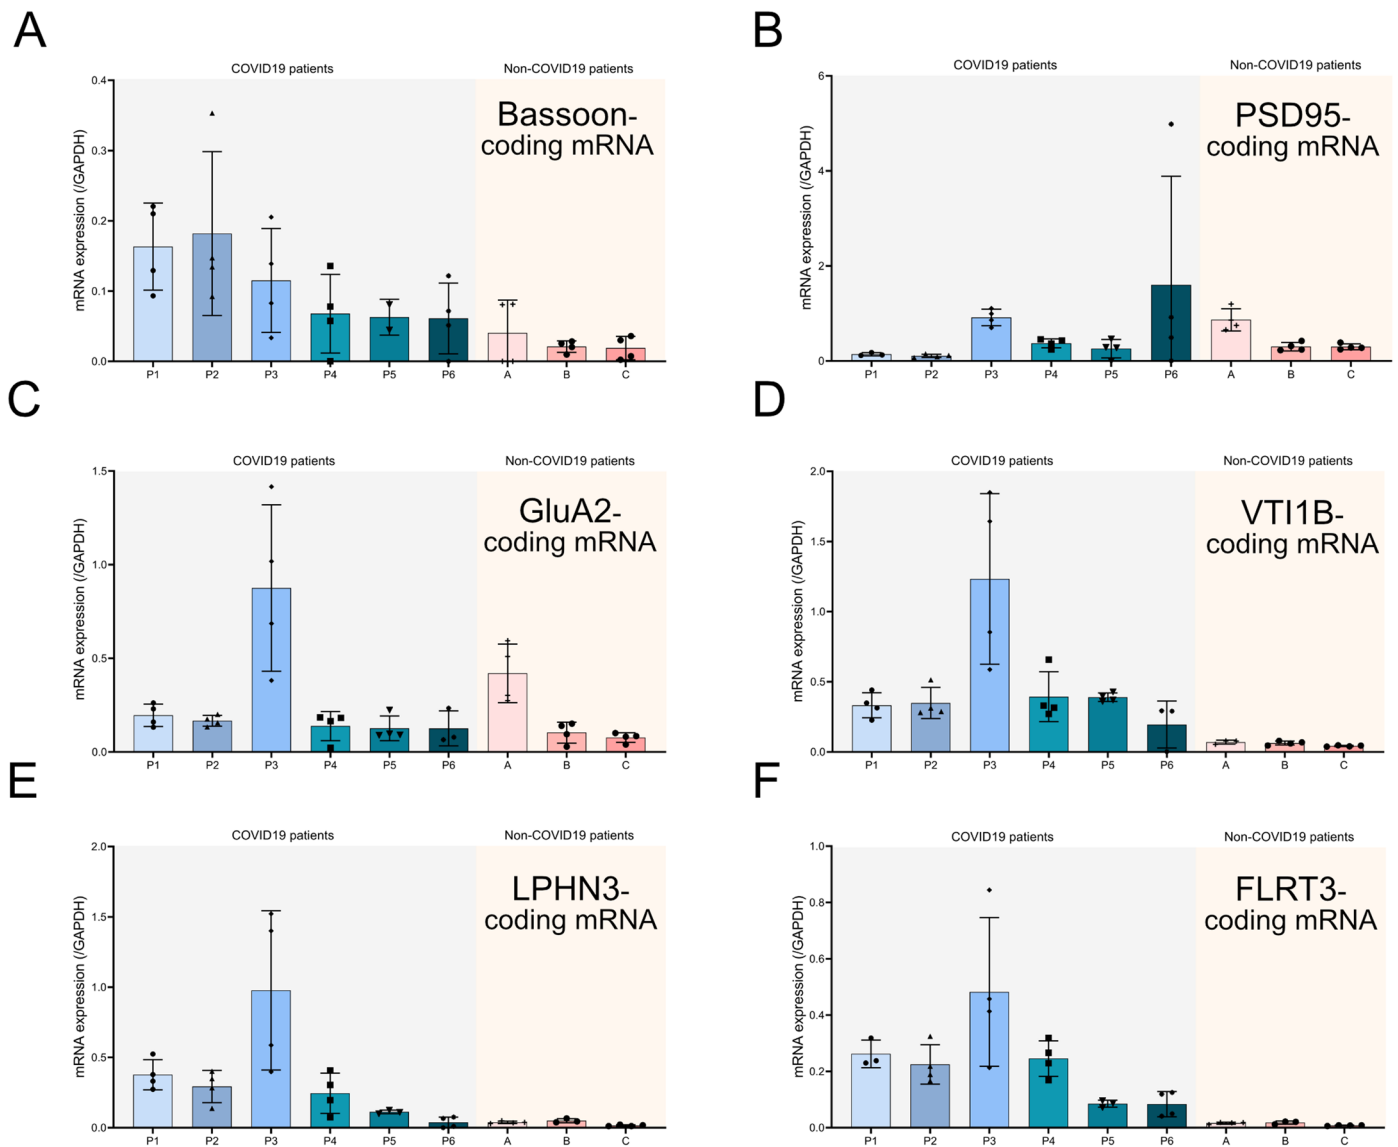 A
COVID19 patients
Non-COVID19 patients
Bassoon-
coding mRNA
mRNA expression (/GAPDH)
0.4
0.3
0.2
0.1
0.0
P1 P2 P3 P4 P5 P6 A B C
B
COVID19 patients
Non-COVID19 patients
PSD95-
coding mRNA
mRNA expression (/GAPDH)
6
4
2
0
P1 P2 P3 P4 P5 P6 A B C
C
COVID19 patients
Non-COVID19 patients
GluA2-
coding mRNA
mRNA expression (/GAPDH)
1.5
1.0
0.5
0.0
P1 P2 P3 P4 P5 P6 A B C
D
COVID19 patients
Non-COVID19 patients
VTI1B-
coding mRNA
mRNA expression (/GAPDH)
2.0
1.5
1.0
0.5
0.0
P1 P2 P3 P4 P5 P6 A B C
E
COVID19 patients
Non-COVID19 patients
LPHN3-
coding mRNA
mRNA expression (/GAPDH)
2.0
1.5
1.0
0.5
0.0
P1 P2 P3 P4 P5 P6 A B C
F
COVID19 patients
Non-COVID19 patients
FLRT3-
coding mRNA
mRNA expression (/GAPDH)
1.0
0.8
0.6
0.4
0.2
0.0
P1 P2 P3 P4 P5 P6 A B C